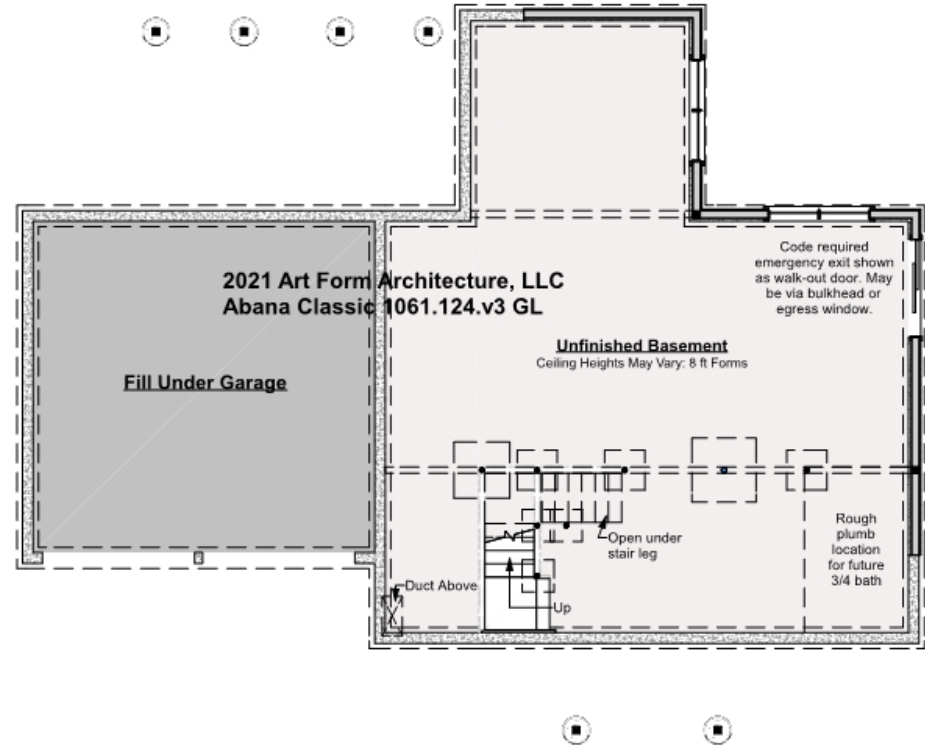 Code required
emergency exit shown
as walk-out door. May
be via bulkhead or
egress window.
2021 Art Form Architecture, LLC
Abana Classic 1061.124.v3 GL
Unfinished Basement
Ceiling Heights May Vary: 8 ft Forms
Fill Under Garage
Open under
stair leg
Rough
plumb
location
for future
3/4 bath
Duct Above
Up